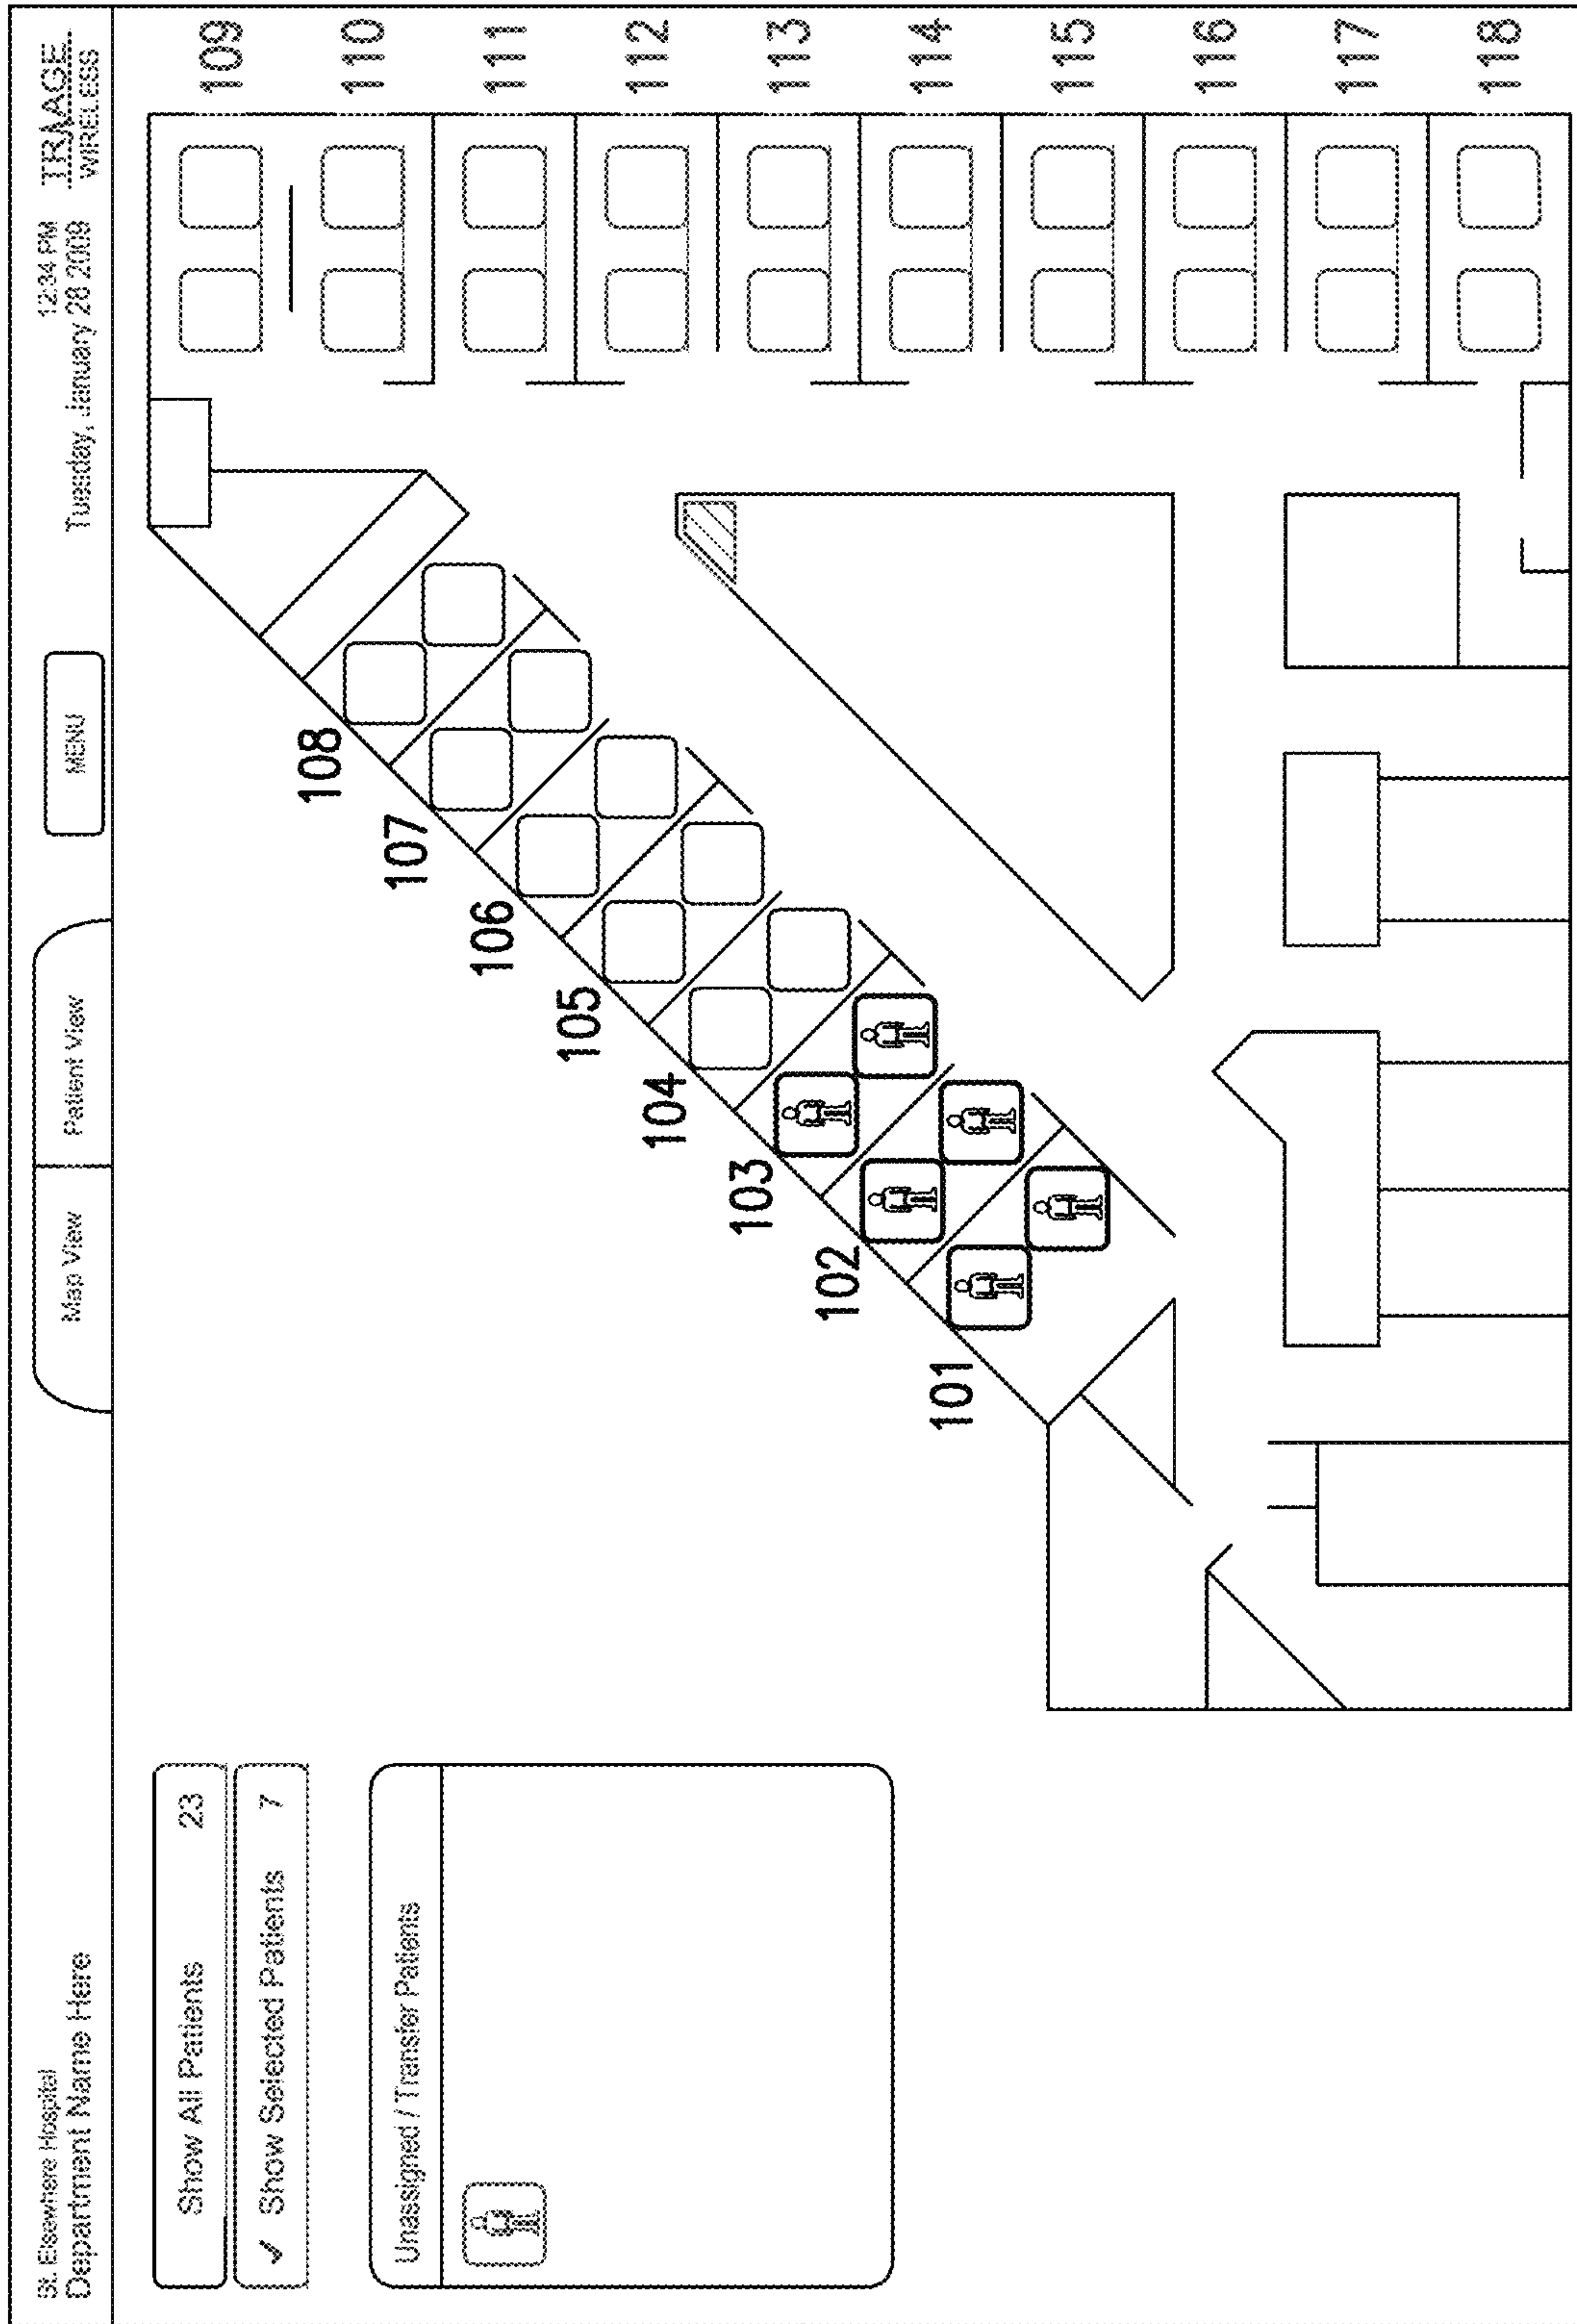 St. Elsewhere Hospital
Department Name Here
Map View
Patient View
MENU
12:34 PM
Tuesday, January 28 2009
TRIAGE
WIRELESS
Show All Patients 23
✓ Show Selected Patients 7
Unassigned / Transfer Patients
101
102
103
104
105
106
107
108
109
110
111
112
113
114
115
116
117
118